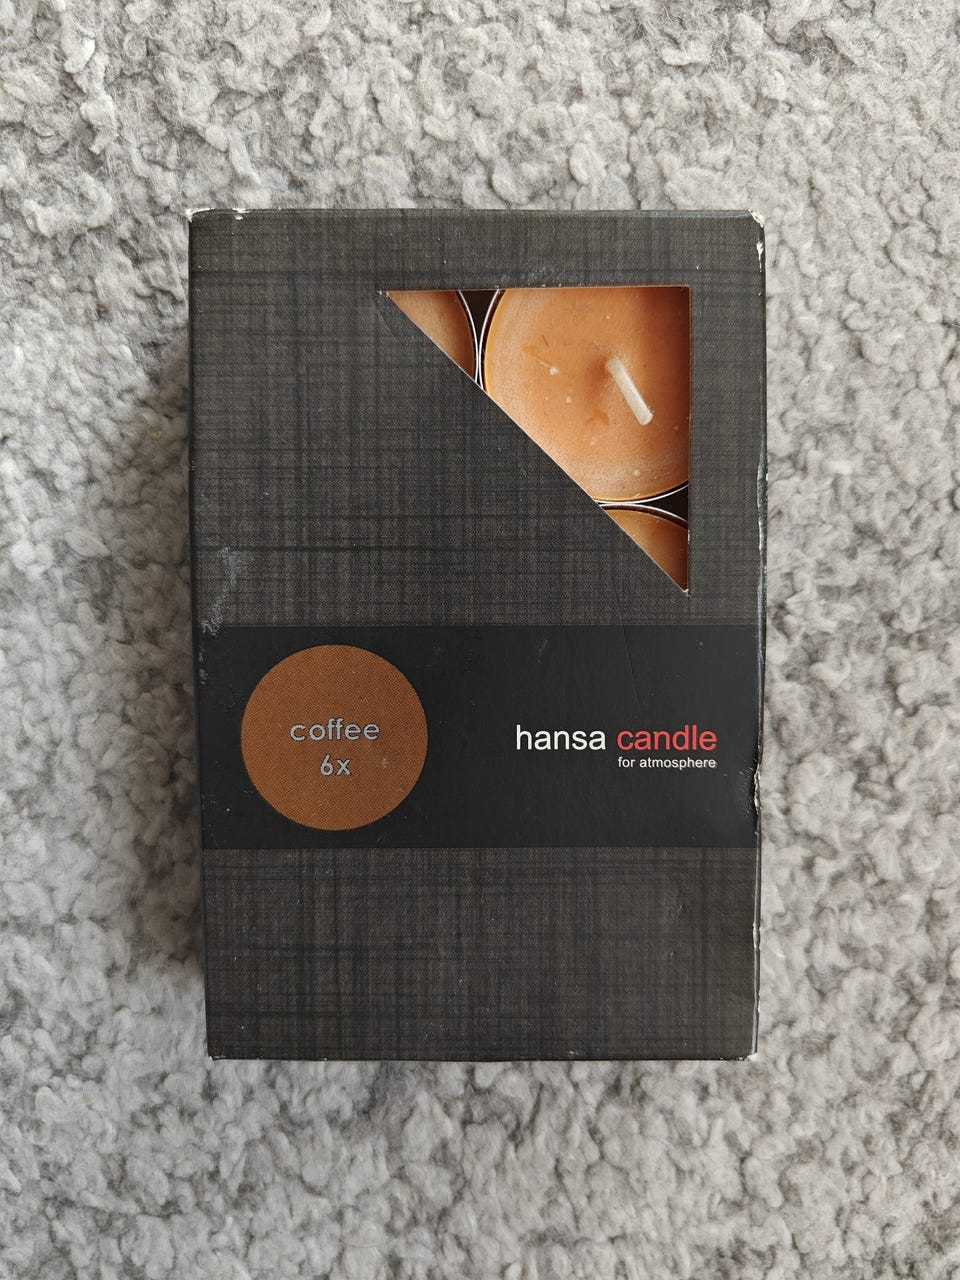 coffee
6x
hansa candle
for atmosphere